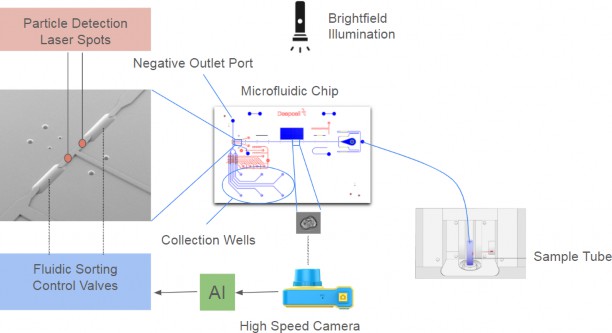 Particle Detection
Laser Spots
Brightfield
Illumination
Negative Outlet Port
Microfluidic Chip
Deepcell
Collection Wells
Sample Tube
Fluidic Sorting
Control Valves
AI
High Speed Camera